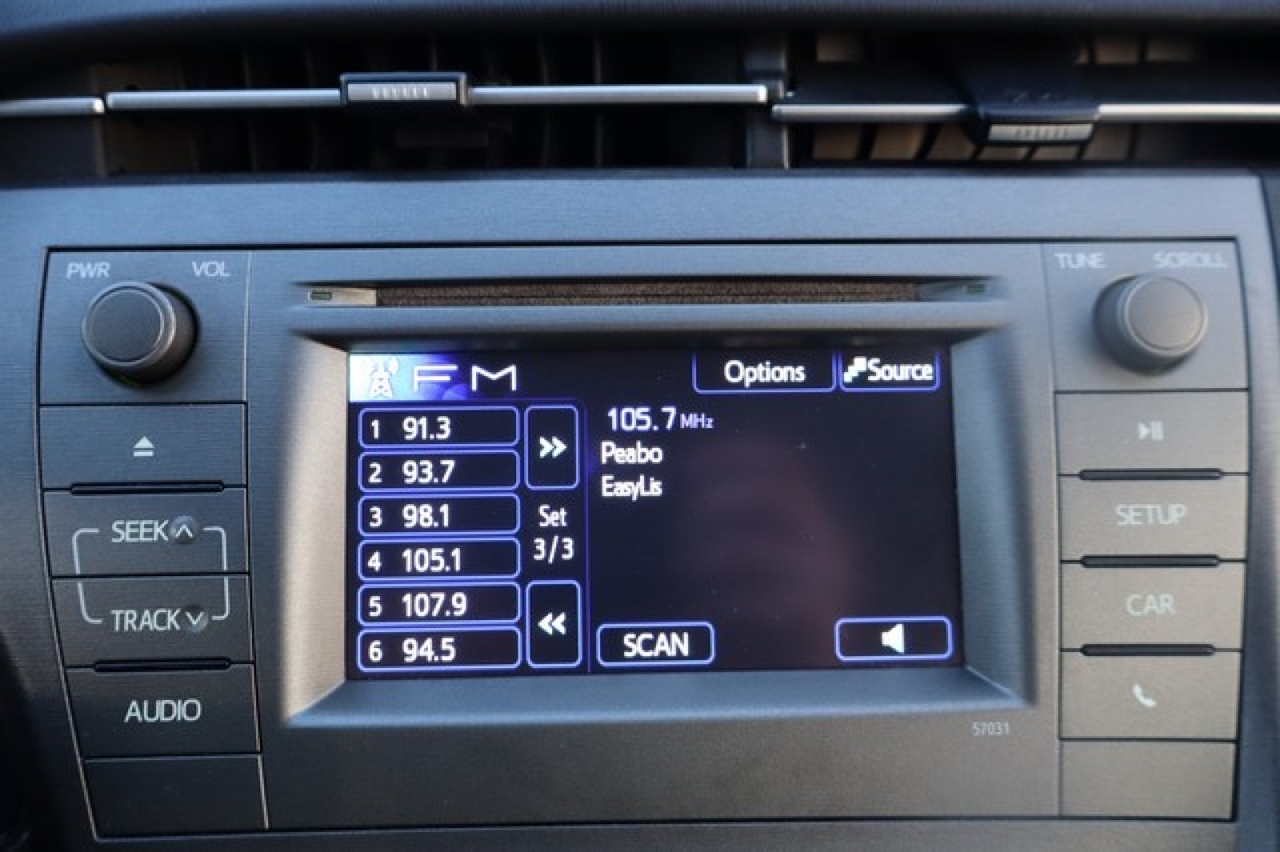 PWR VOL
TUNE SCROLL
FM
Options
Source
1 91.3
2 93.7
3 98.1
4 105.1
5 107.9
6 94.5
Set
3/3
105.7 MHz
Peabo
EasyLis
SCAN
SEEK
TRACK
AUDIO
SETUP
CAR
57031